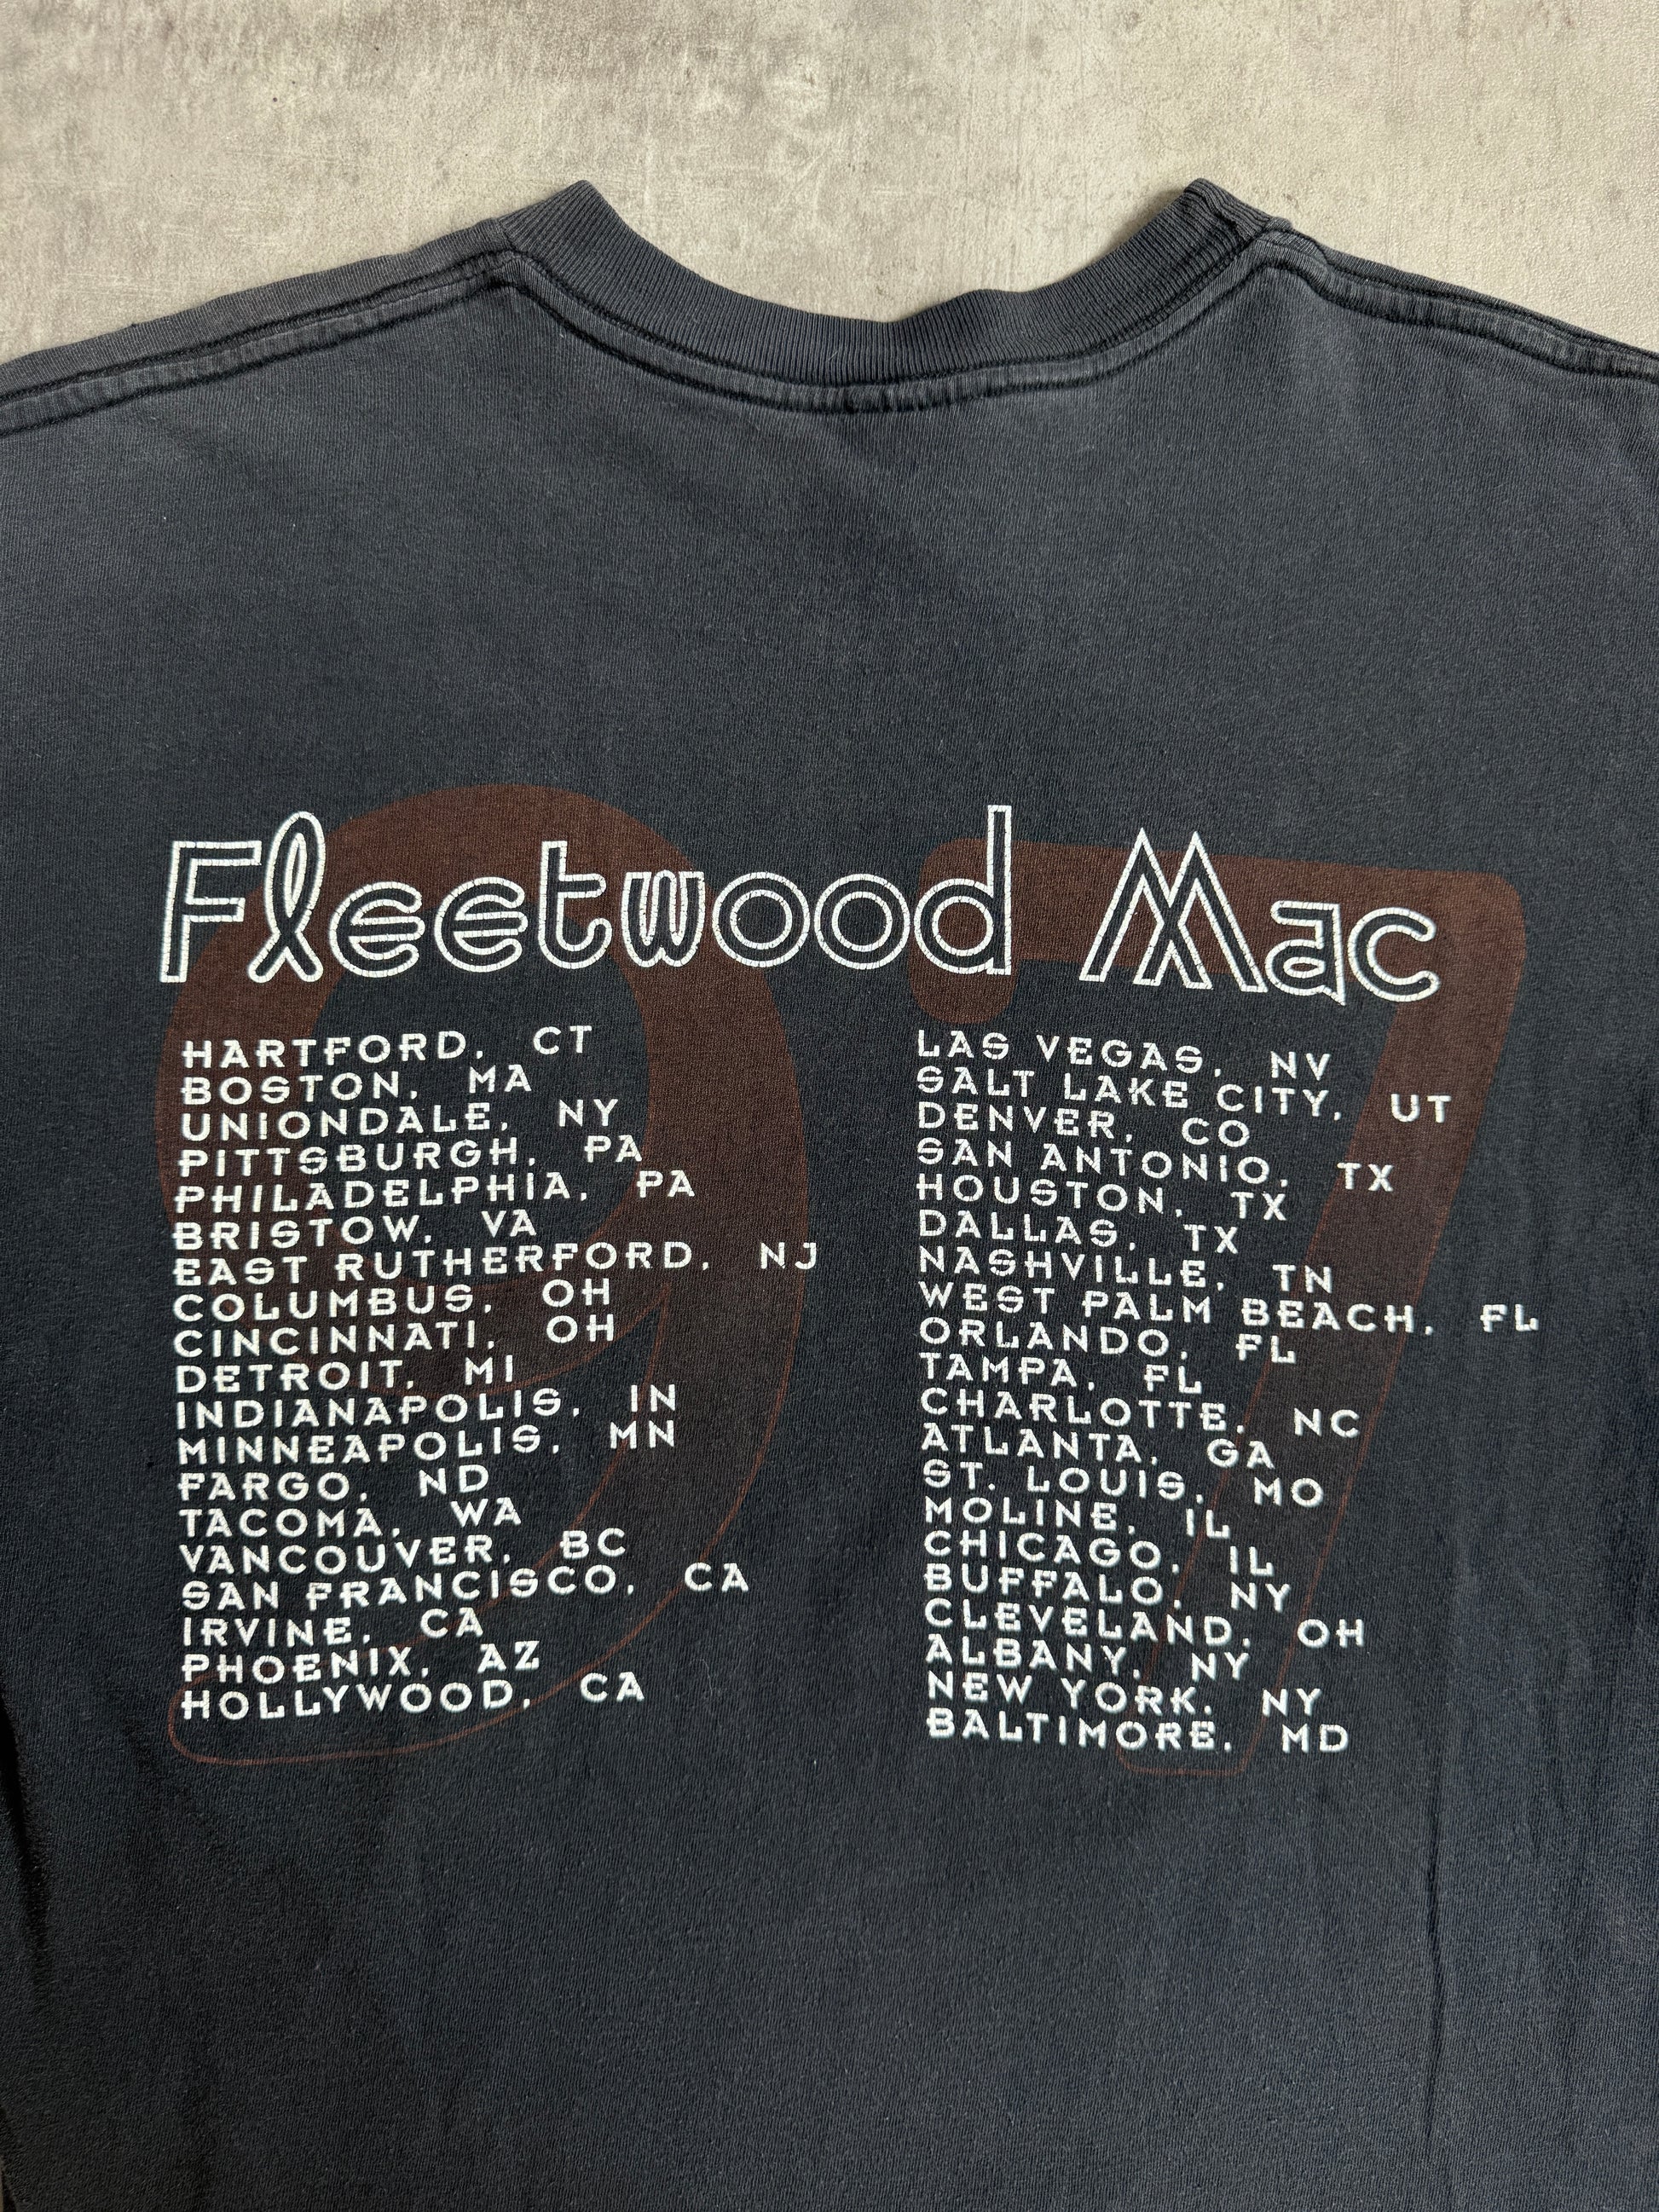 97
Fleetwood Mac
HARTFORD, CT
BOSTON, MA
UNIONDALE, NY
PITTSBURGH, PA
PHILADELPHIA, PA
BRISTOW, VA
EAST RUTHERFORD, NJ
COLUMBUS, OH
CINCINNATI, OH
DETROIT, MI
INDIANAPOLIS, IN
MINNEAPOLIS, MN
FARGO, ND
TACOMA, WA
VANCOUVER, BC
SAN FRANCISCO, CA
IRVINE, CA
PHOENIX, AZ
HOLLYWOOD, CA
LAS VEGAS, NV
SALT LAKE CITY, UT
DENVER, CO
SAN ANTONIO, TX
HOUSTON, TX
DALLAS, TX
NASHVILLE, TN
WEST PALM BEACH, FL
ORLANDO, FL
TAMPA, FL
CHARLOTTE, NC
ATLANTA, GA
ST. LOUIS, MO
MOLINE, IL
CHICAGO, IL
BUFFALO, NY
CLEVELAND, OH
ALBANY, NY
NEW YORK, NY
BALTIMORE, MD